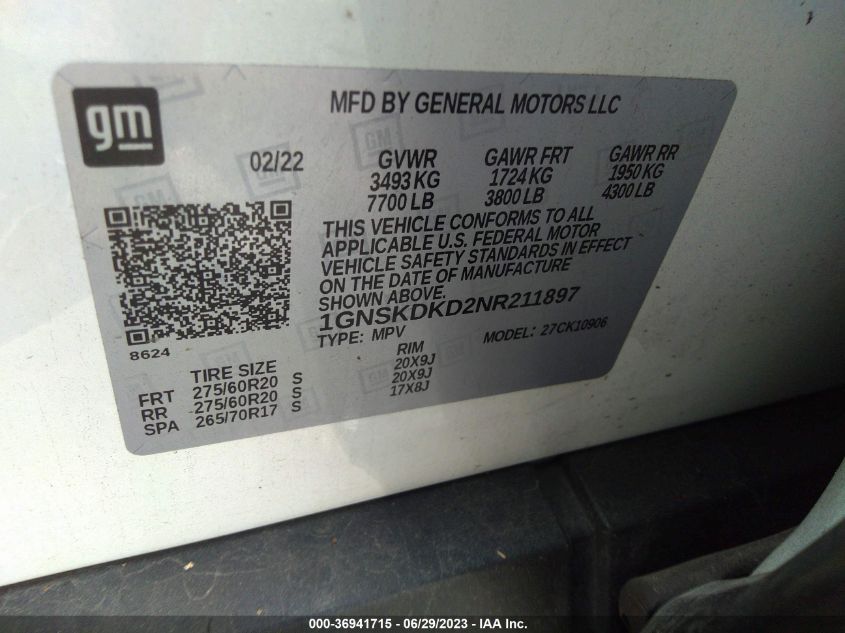 gm
MFD BY GENERAL MOTORS LLC
02/22
GVWR GAWR FRT GAWR RR
3493 KG 1724 KG 1950 KG
7700 LB 3800 LB 4300 LB
THIS VEHICLE CONFORMS TO ALL
APPLICABLE U.S. FEDERAL MOTOR
VEHICLE SAFETY STANDARDS IN EFFECT
ON THE DATE OF MANUFACTURE
SHOWN ABOVE.
1GNSKDKD2NR211897
TYPE: MPV MODEL: 27CK10906
8624
TIRE SIZE RIM
FRT 275/60R20 S 20X9J
RR 275/60R20 S 20X9J
SPA 265/70R17 S 17X8J
000-36941715 - 06/29/2023 - IAA Inc.